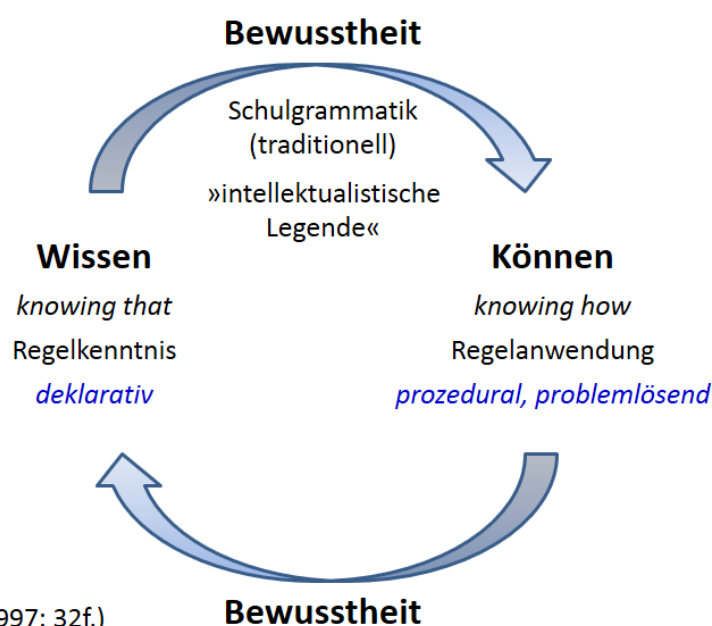 Bewusstheit
Schulgrammatik
(traditionell)
»intellektualistische
Legende«
Wissen
knowing that
Regelkenntnis
deklarativ
Können
knowing how
Regelanwendung
prozedural, problemlösend
997: 32f.)
Bewusstheit